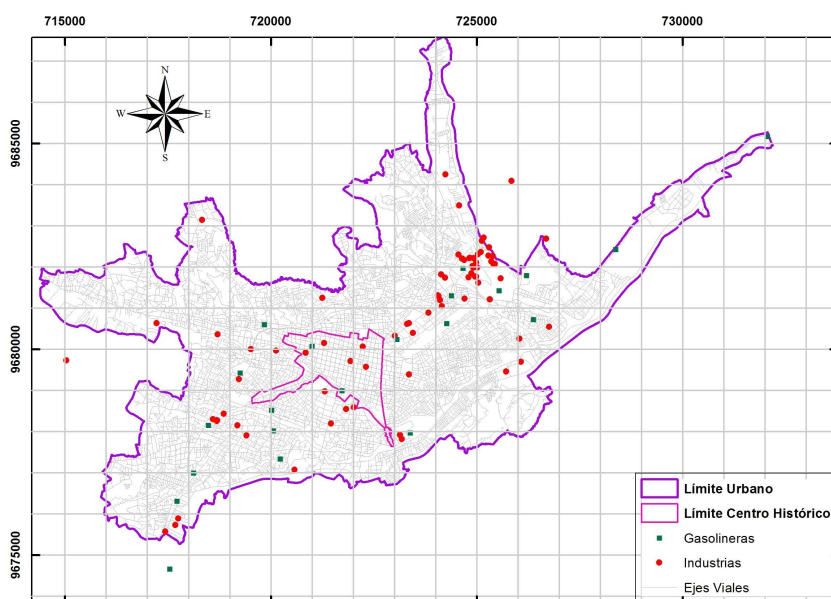 715000 720000 725000 730000
N
W E
S
9685000
9680000
9675000
Límite Urbano
Límite Centro Histórico
Gasolineras
Industrias
Ejes Viales